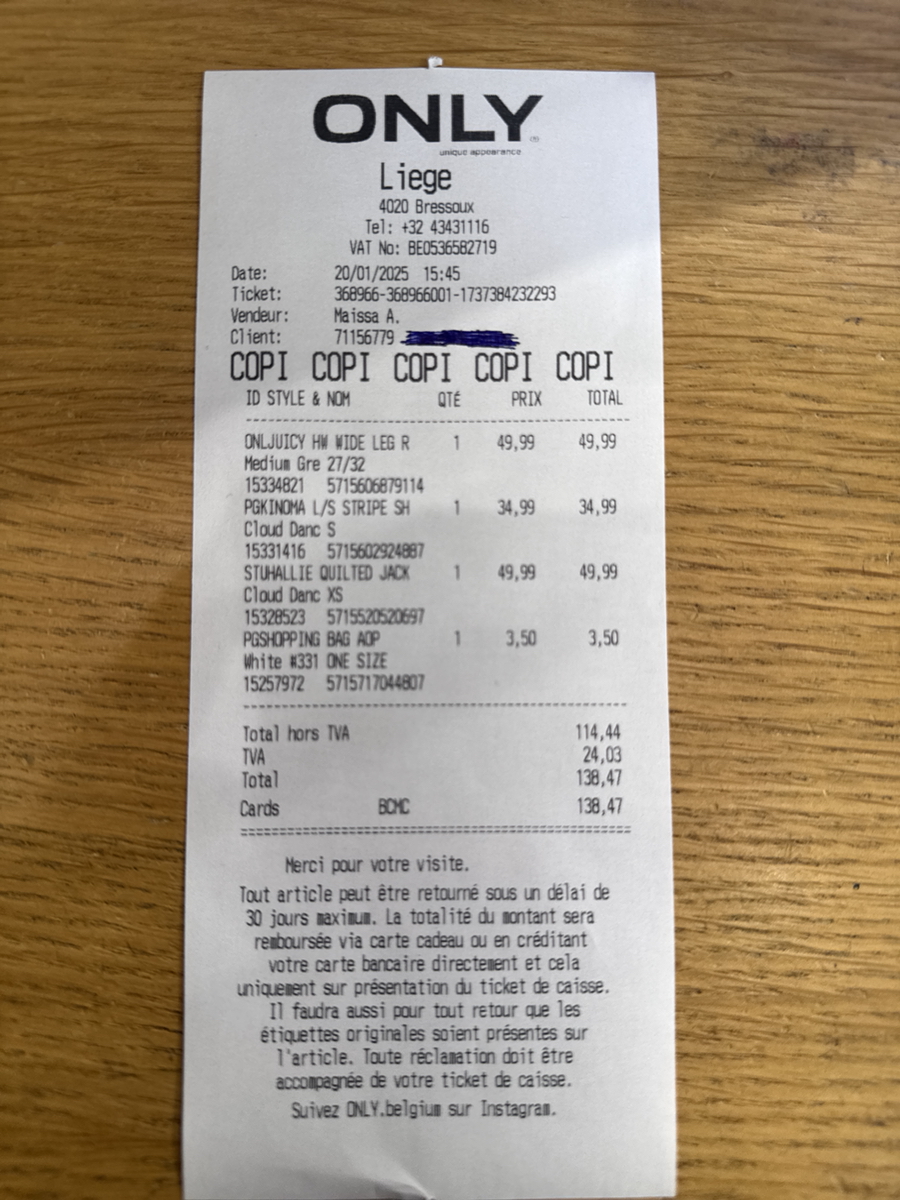 ONLY®
unique appearance
Liege
4020 Bressoux
Tel: +32 43431116
VAT No: BE0536582719
Date: 20/01/2025 15:45
Ticket: 368966-368966001-1737384232293
Vendeur: Maissa A.
Client: 71156779
COPI COPI COPI COPI COPI
ID STYLE & NOM QTÉ PRIX TOTAL
ONLJUICY HW WIDE LEG R 1 49,99 49,99
Medium Gre 27/32
15334821 5715606879114
PGKINOMA L/S STRIPE SH 1 34,99 34,99
Cloud Danc S
15331416 5715602924887
STUHALLIE QUILTED JACK 1 49,99 49,99
Cloud Danc XS
15328523 5715520520697
PGSHOPPING BAG AOP 1 3,50 3,50
White #331 ONE SIZE
15257972 5715717044807
Total hors TVA 114,44
TVA 24,03
Total 138,47
Cards BCMC 138,47
Merci pour votre visite.
Tout article peut être retourné sous un délai de
30 jours maximum. La totalité du montant sera
remboursée via carte cadeau ou en créditant
votre carte bancaire directement et cela
uniquement sur présentation du ticket de caisse.
Il faudra aussi pour tout retour que les
étiquettes originales soient présentes sur
l'article. Toute réclamation doit être
accompagnée de votre ticket de caisse.
Suivez ONLY.belgium sur Instagram.